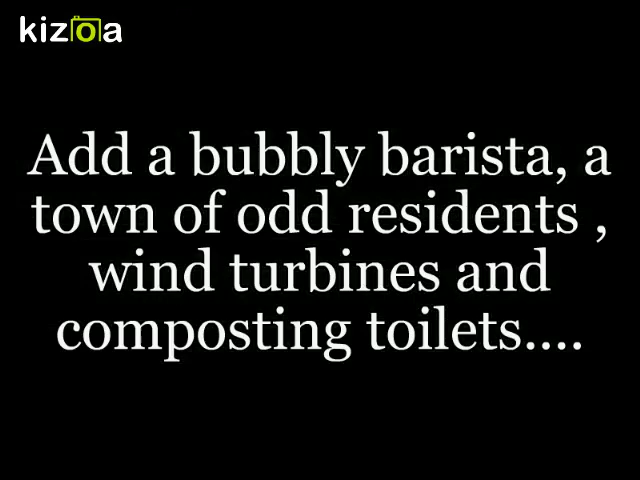 kizoa
Add a bubbly barista, a
town of odd residents ,
wind turbines and
composting toilets....